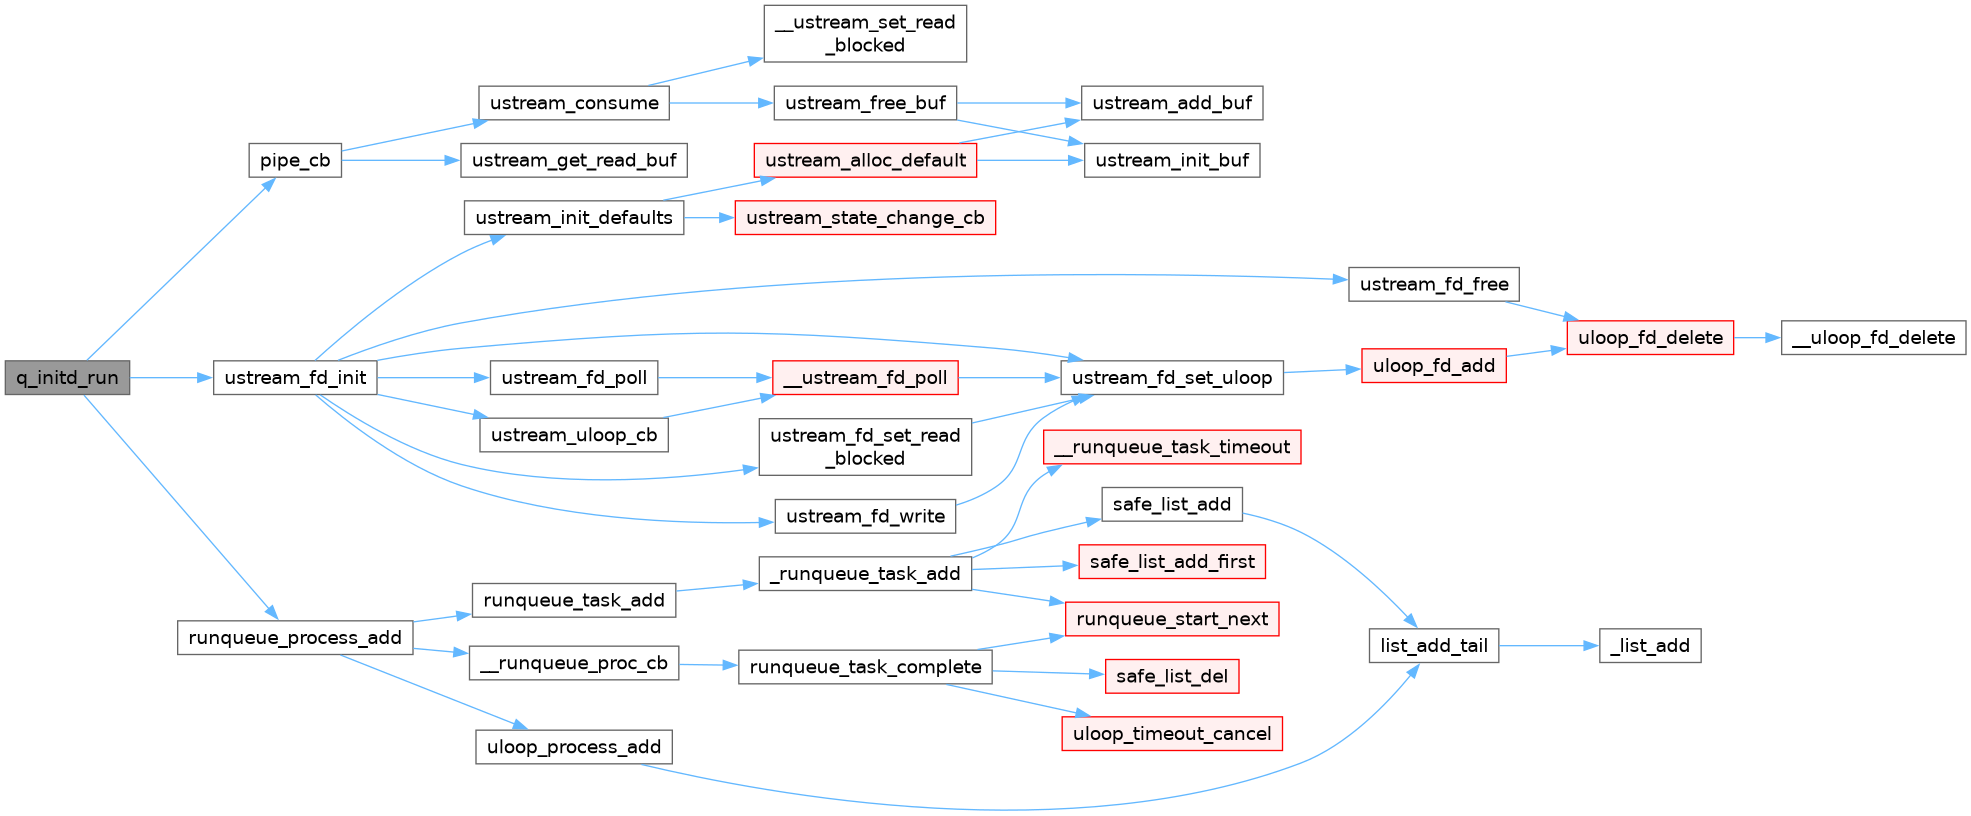 __ustream_set_read
_blocked
ustream_consume
ustream_free_buf
ustream_add_buf
pipe_cb
ustream_get_read_buf
ustream_alloc_default
ustream_init_buf
ustream_init_defaults
ustream_state_change_cb
ustream_fd_free
uloop_fd_delete
__uloop_fd_delete
q_initd_run
ustream_fd_init
ustream_fd_poll
__ustream_fd_poll
ustream_fd_set_uloop
uloop_fd_add
ustream_uloop_cb
ustream_fd_set_read
_blocked
__runqueue_task_timeout
ustream_fd_write
safe_list_add
_runqueue_task_add
safe_list_add_first
runqueue_task_add
runqueue_start_next
runqueue_process_add
__runqueue_proc_cb
runqueue_task_complete
safe_list_del
list_add_tail
_list_add
uloop_process_add
uloop_timeout_cancel